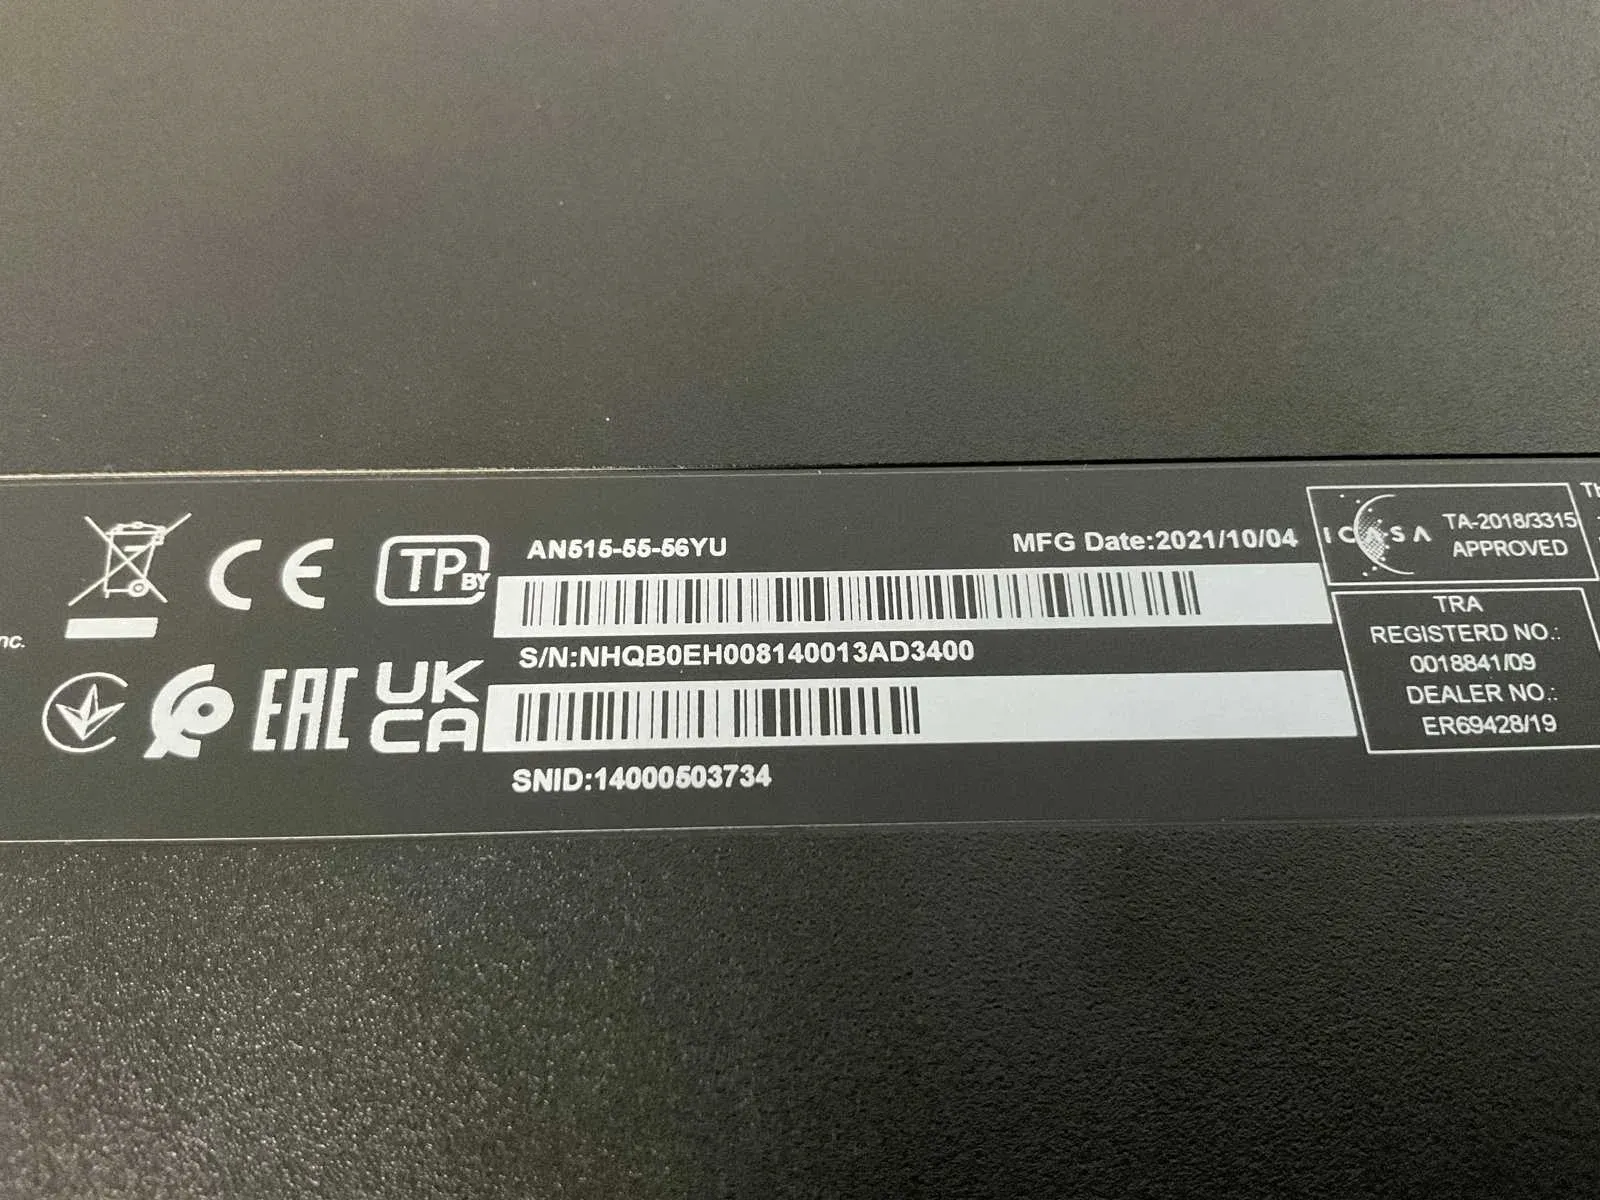 nc.
CE
TP BY
EAC
UK
CA
AN515-55-56YU
MFG Date:2021/10/04
S/N:NHQB0EH008140013AD3400
SNID:14000503734
ICASA
TA-2018/3315
APPROVED
TRA
REGISTERD NO.:
0018841/09
DEALER NO.:
ER69428/19
Th